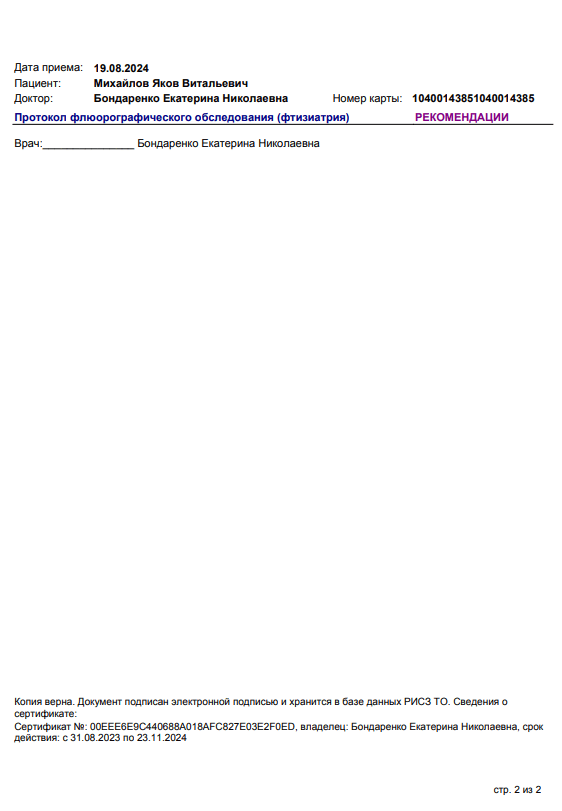 Дата приема: 19.08.2024
Пациент: Михайлов Яков Витальевич
Доктор: Бондаренко Екатерина Николаевна Номер карты: 10400143851040014385
Протокол флюорографического обследования (фтизиатрия) РЕКОМЕНДАЦИИ
Врач:_______________ Бондаренко Екатерина Николаевна
Копия верна. Документ подписан электронной подписью и хранится в базе данных РИСЗ ТО. Сведения о
сертификате:
Сертификат №: 00EEE6E9C440688A018AFC827E03E2F0ED, владелец: Бондаренко Екатерина Николаевна, срок
действия: с 31.08.2023 по 23.11.2024
стр. 2 из 2